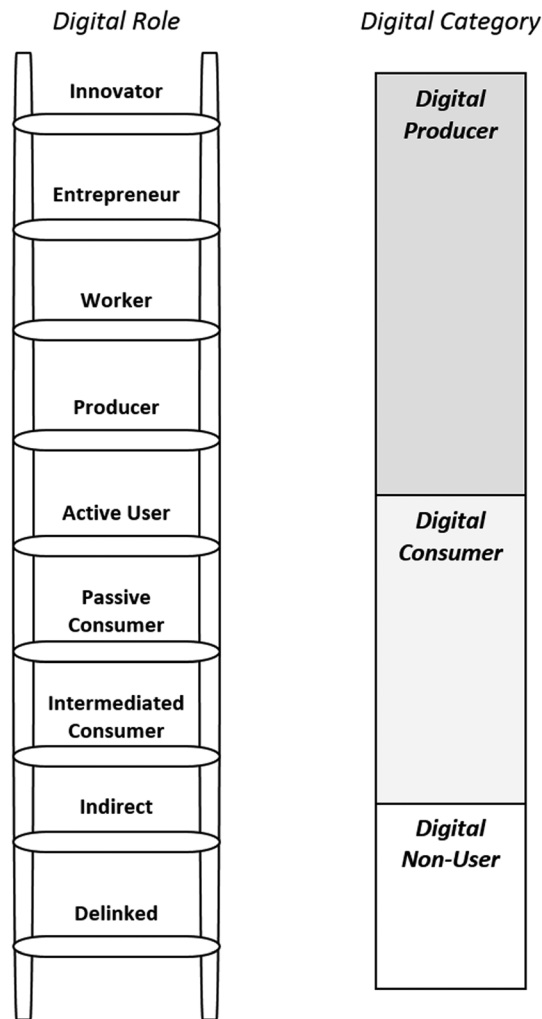 Digital Role
Digital Category
Innovator
Digital
Producer
Entrepreneur
Worker
Producer
Active User
Digital
Consumer
Passive
Consumer
Intermediated
Consumer
Indirect
Digital
Non-User
Delinked